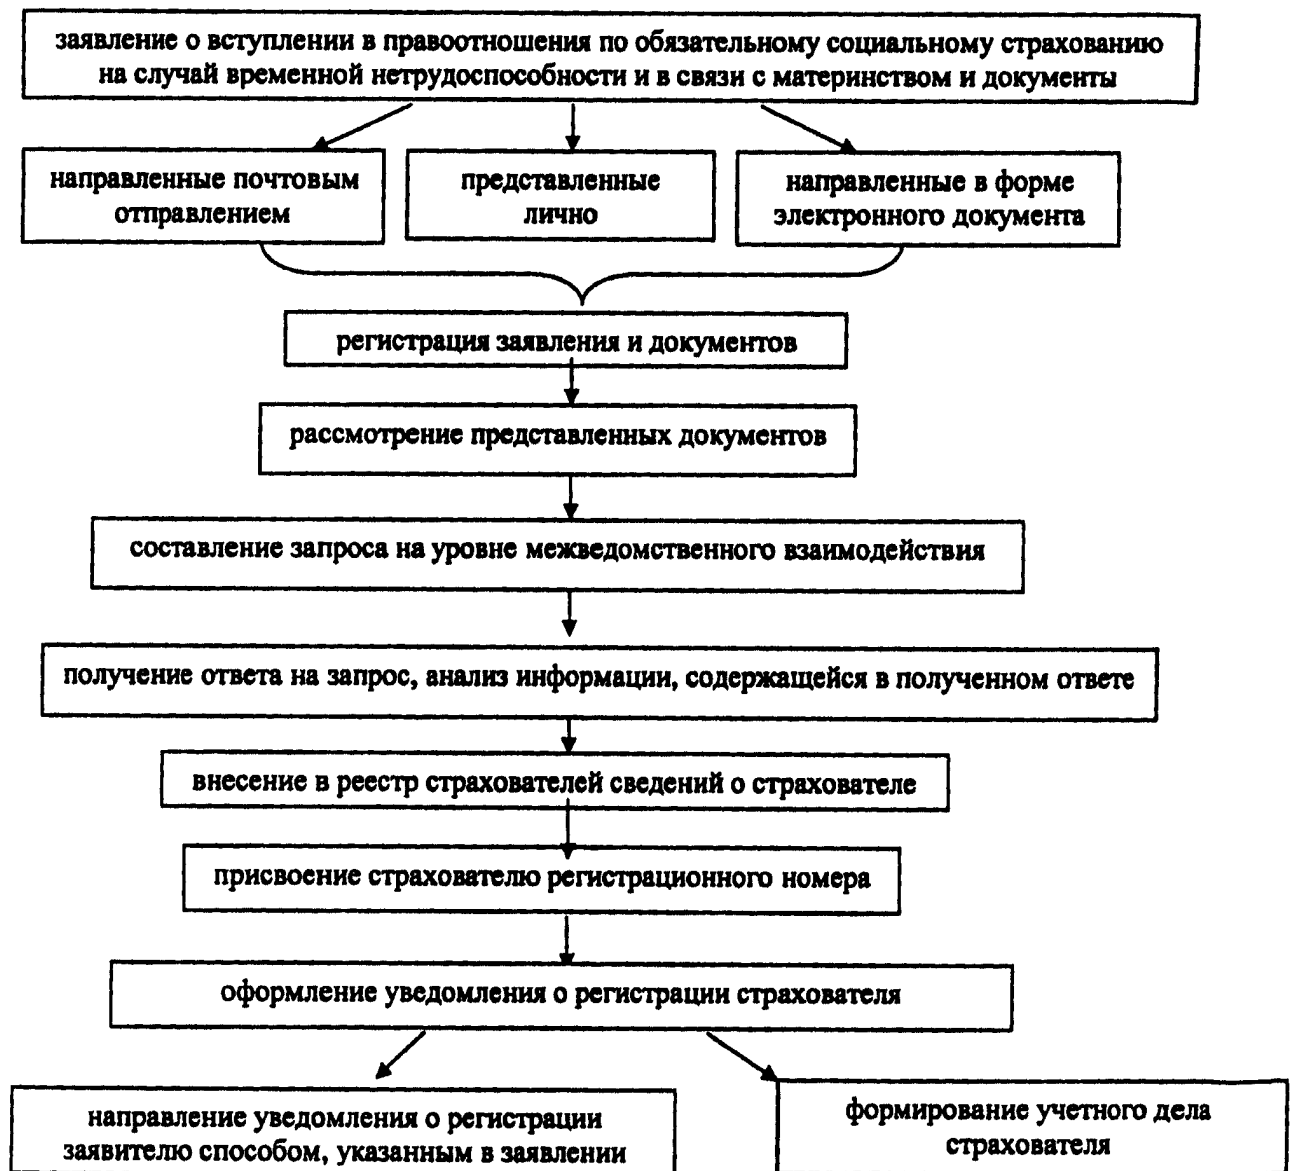 заявление о вступлении в правоотношения по обязательному социальному страхованию
на случай временной нетрудоспособности и в связи с материнством и документы
направленные почтовым
отправлением
представленные
лично
направленные в форме
электронного документа
регистрация заявления и документов
рассмотрение представленных документов
составление запроса на уровне межведомственного взаимодействия
получение ответа на запрос, анализ информации, содержащейся в полученном ответе
внесение в реестр страхователей сведений о страхователе
присвоение страхователю регистрационного номера
оформление уведомления о регистрации страхователя
направление уведомления о регистрации
заявителю способом, указанным в заявлении
формирование учетного дела
страхователя